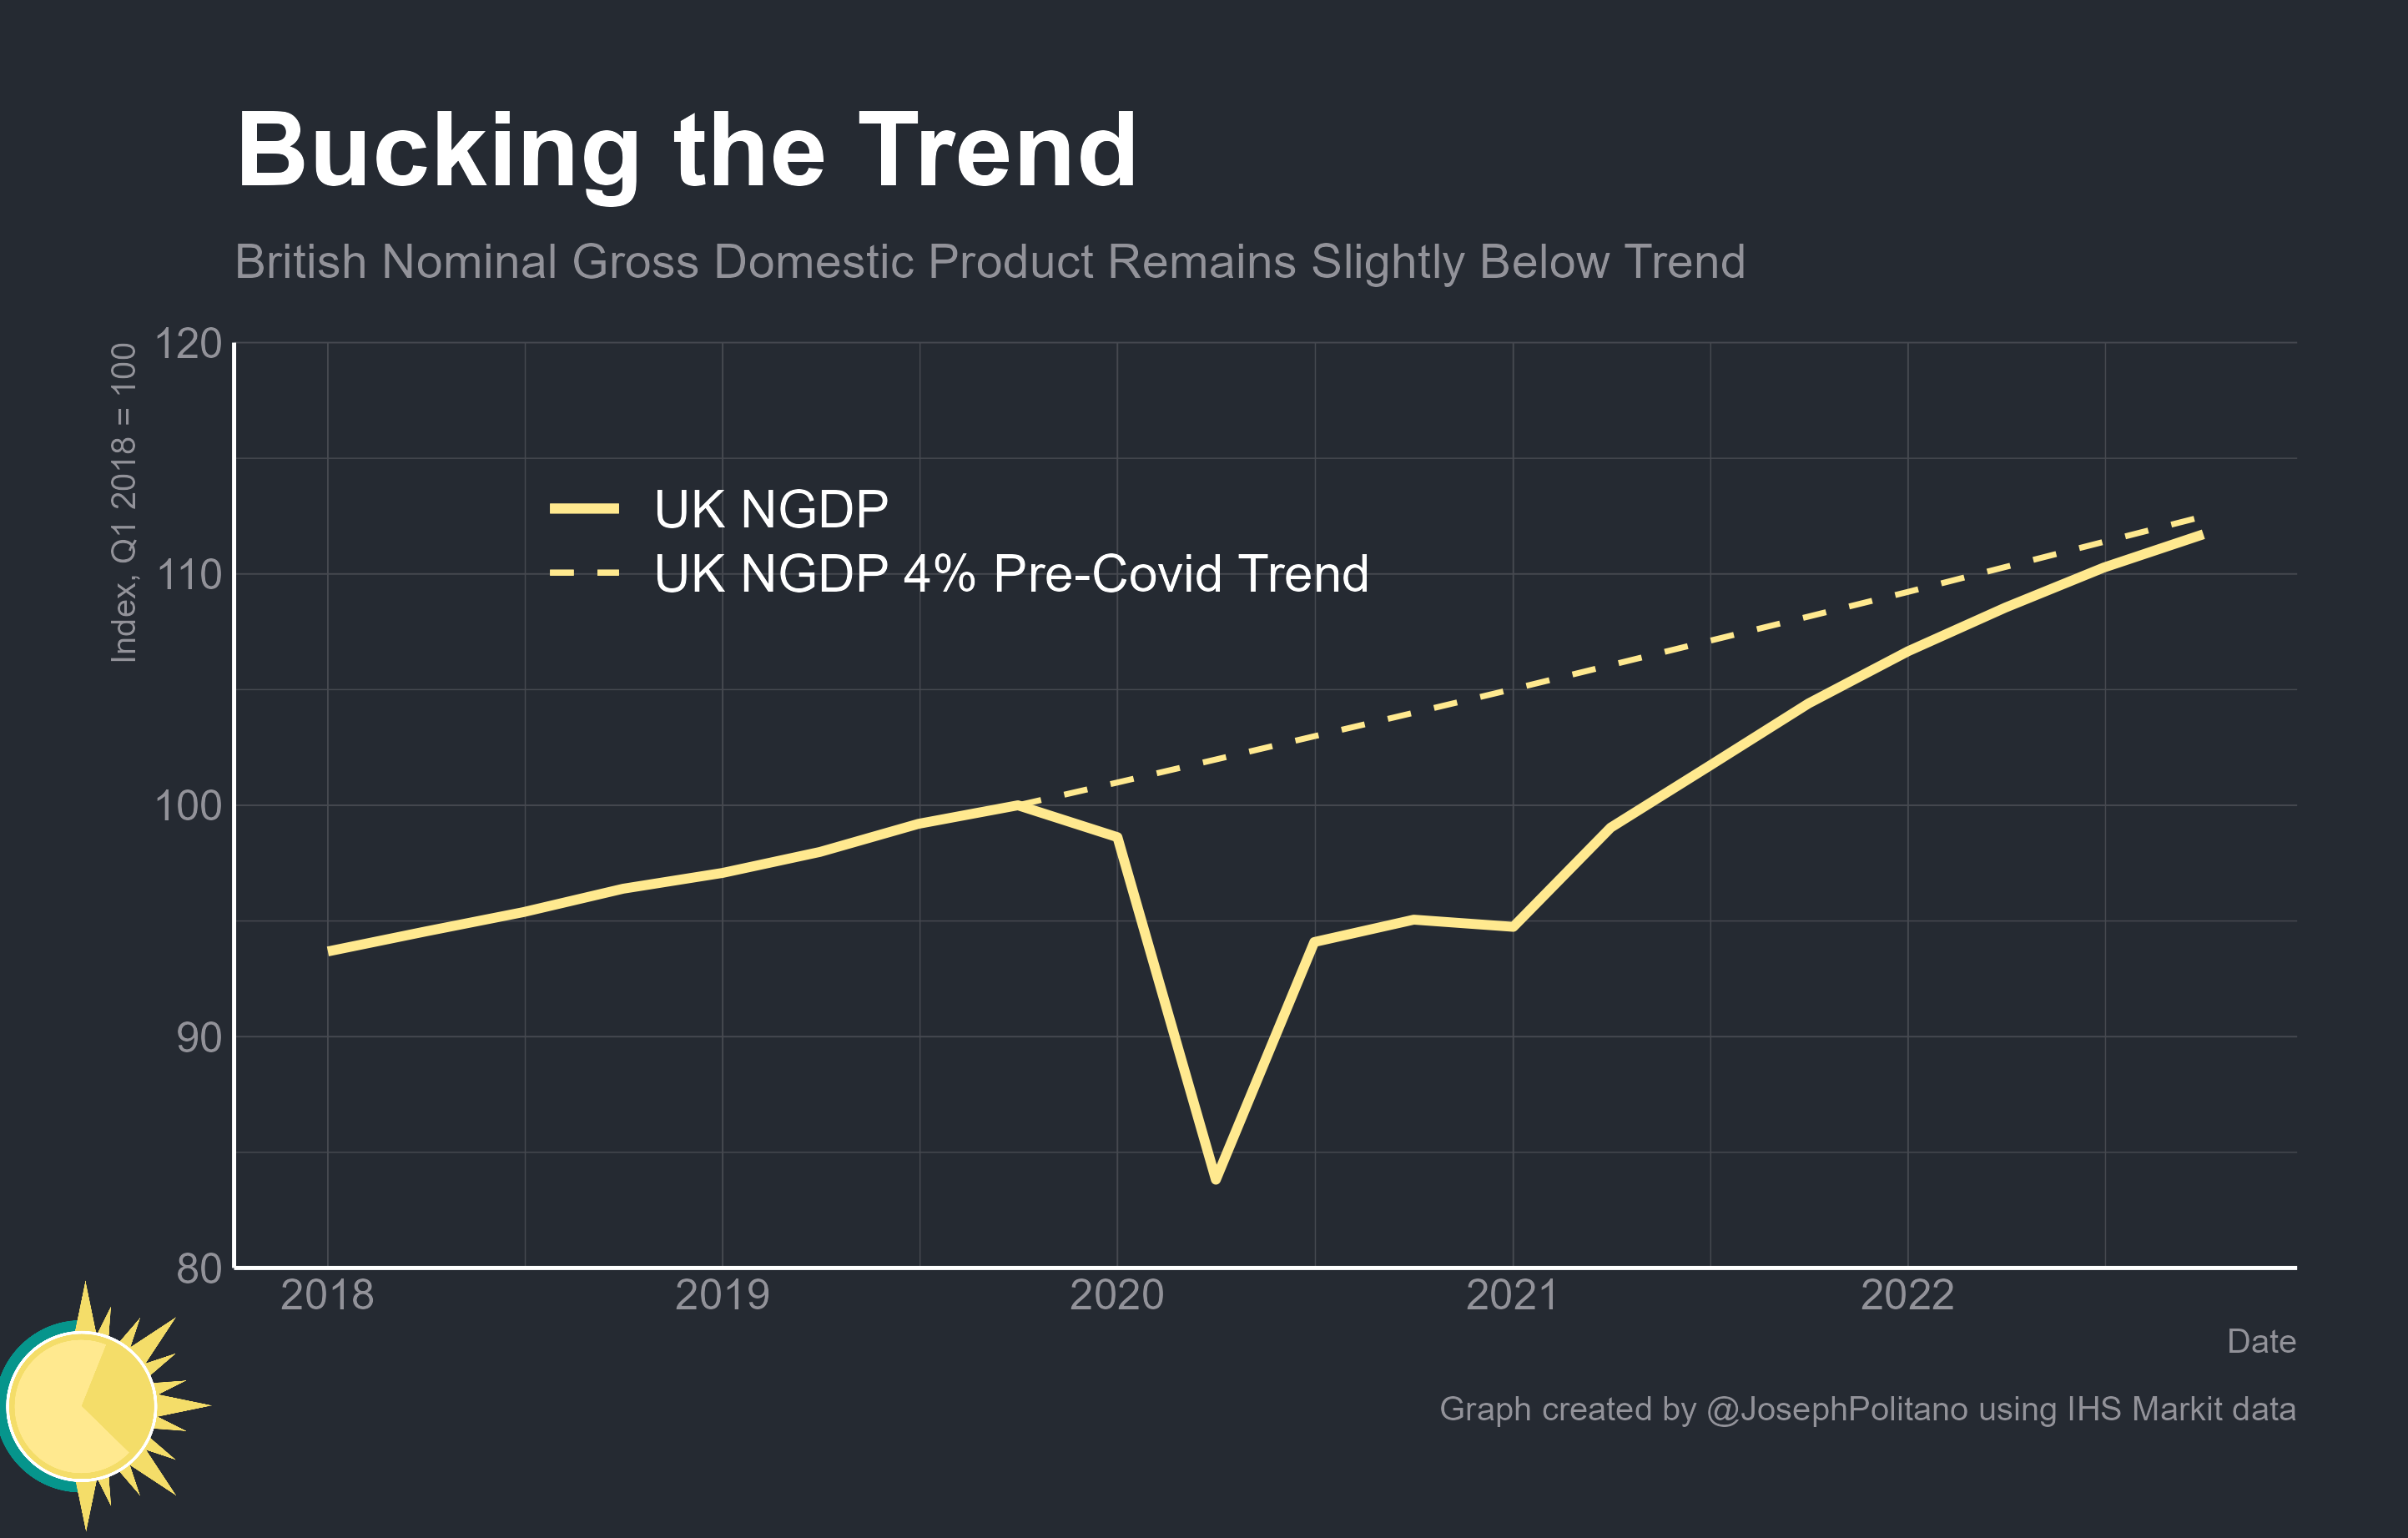 Bucking the Trend
British Nominal Gross Domestic Product Remains Slightly Below Trend
Index, Q1 2018 = 100
120
110
100
90
80
UK NGDP
UK NGDP 4% Pre-Covid Trend
2018
2019
2020
2021
2022
Date
Graph created by @JosephPolitano using IHS Markit data